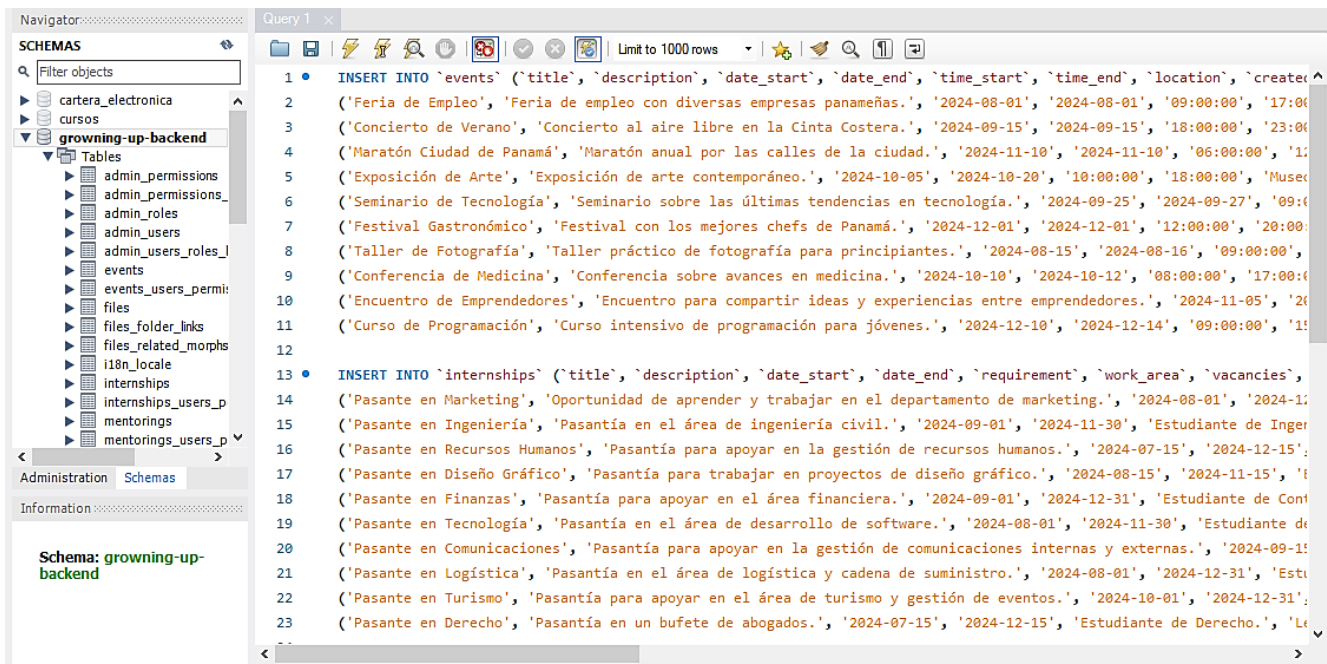 Navigator
SCHEMAS
Filter objects
cartera_electronica
cursos
growning-up-backend
Tables
admin_permissions
admin_permissions_
admin_roles
admin_users
admin_users_roles_l
events
events_users_permis
files
files_folder_links
files_related_morphs
i18n_locale
internships
internships_users_p
mentorings
mentorings_users_p
Administration Schemas
Information
Schema: growning-up-
backend
Query 1
Limit to 1000 rows
1 INSERT INTO `events` (`title`, `description`, `date_start`, `date_end`, `time_start`, `time_end`, `location`, `created
2 ('Feria de Empleo', 'Feria de empleo con diversas empresas panameñas.', '2024-08-01', '2024-08-01', '09:00:00', '17:00
3 ('Concierto de Verano', 'Concierto al aire libre en la Cinta Costera.', '2024-09-15', '2024-09-15', '18:00:00', '23:00
4 ('Maratón Ciudad de Panamá', 'Maratón anual por las calles de la ciudad.', '2024-11-10', '2024-11-10', '06:00:00', '12
5 ('Exposición de Arte', 'Exposición de arte contemporáneo.', '2024-10-05', '2024-10-20', '10:00:00', '18:00:00', 'Museo
6 ('Seminario de Tecnología', 'Seminario sobre las últimas tendencias en tecnología.', '2024-09-25', '2024-09-27', '09:0
7 ('Festival Gastronómico', 'Festival con los mejores chefs de Panamá.', '2024-12-01', '2024-12-01', '12:00:00', '20:00:
8 ('Taller de Fotografía', 'Taller práctico de fotografía para principiantes.', '2024-08-15', '2024-08-16', '09:00:00',
9 ('Conferencia de Medicina', 'Conferencia sobre avances en medicina.', '2024-10-10', '2024-10-12', '08:00:00', '17:00:0
10 ('Encuentro de Emprendedores', 'Encuentro para compartir ideas y experiencias entre emprendedores.', '2024-11-05', '20
11 ('Curso de Programación', 'Curso intensivo de programación para jóvenes.', '2024-12-10', '2024-12-14', '09:00:00', '15
12
13 INSERT INTO `internships` (`title`, `description`, `date_start`, `date_end`, `requirement`, `work_area`, `vacancies`,
14 ('Pasante en Marketing', 'Oportunidad de aprender y trabajar en el departamento de marketing.', '2024-08-01', '2024-12
15 ('Pasante en Ingeniería', 'Pasantía en el área de ingeniería civil.', '2024-09-01', '2024-11-30', 'Estudiante de Inger
16 ('Pasante en Recursos Humanos', 'Pasantía para apoyar en la gestión de recursos humanos.', '2024-07-15', '2024-12-15',
17 ('Pasante en Diseño Gráfico', 'Pasantía para trabajar en proyectos de diseño gráfico.', '2024-08-15', '2024-11-15', 'E
18 ('Pasante en Finanzas', 'Pasantía para apoyar en el área financiera.', '2024-09-01', '2024-12-31', 'Estudiante de Cont
19 ('Pasante en Tecnología', 'Pasantía en el área de desarrollo de software.', '2024-08-01', '2024-11-30', 'Estudiante de
20 ('Pasante en Comunicaciones', 'Pasantía para apoyar en la gestión de comunicaciones internas y externas.', '2024-09-15
21 ('Pasante en Logística', 'Pasantía en el área de logística y cadena de suministro.', '2024-08-01', '2024-12-31', 'Estu
22 ('Pasante en Turismo', 'Pasantía para apoyar en el área de turismo y gestión de eventos.', '2024-10-01', '2024-12-31',
23 ('Pasante en Derecho', 'Pasantía en un bufete de abogados.', '2024-07-15', '2024-12-15', 'Estudiante de Derecho.', 'Le